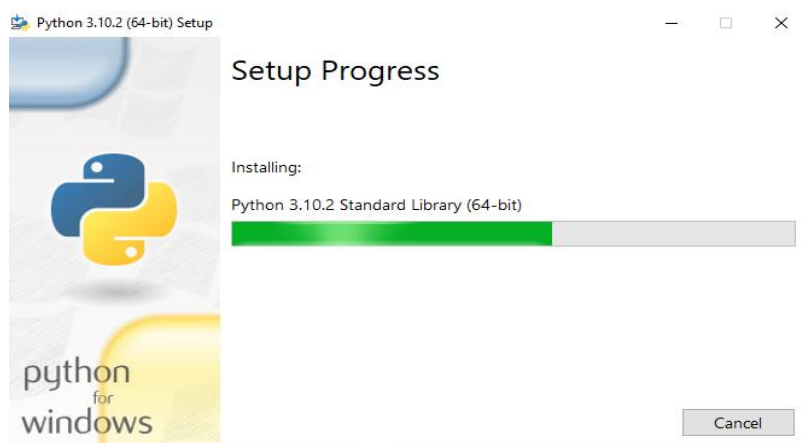 Python 3.10.2 (64-bit) Setup
Setup Progress
Installing:
Python 3.10.2 Standard Library (64-bit)
python
for
windows
Cancel